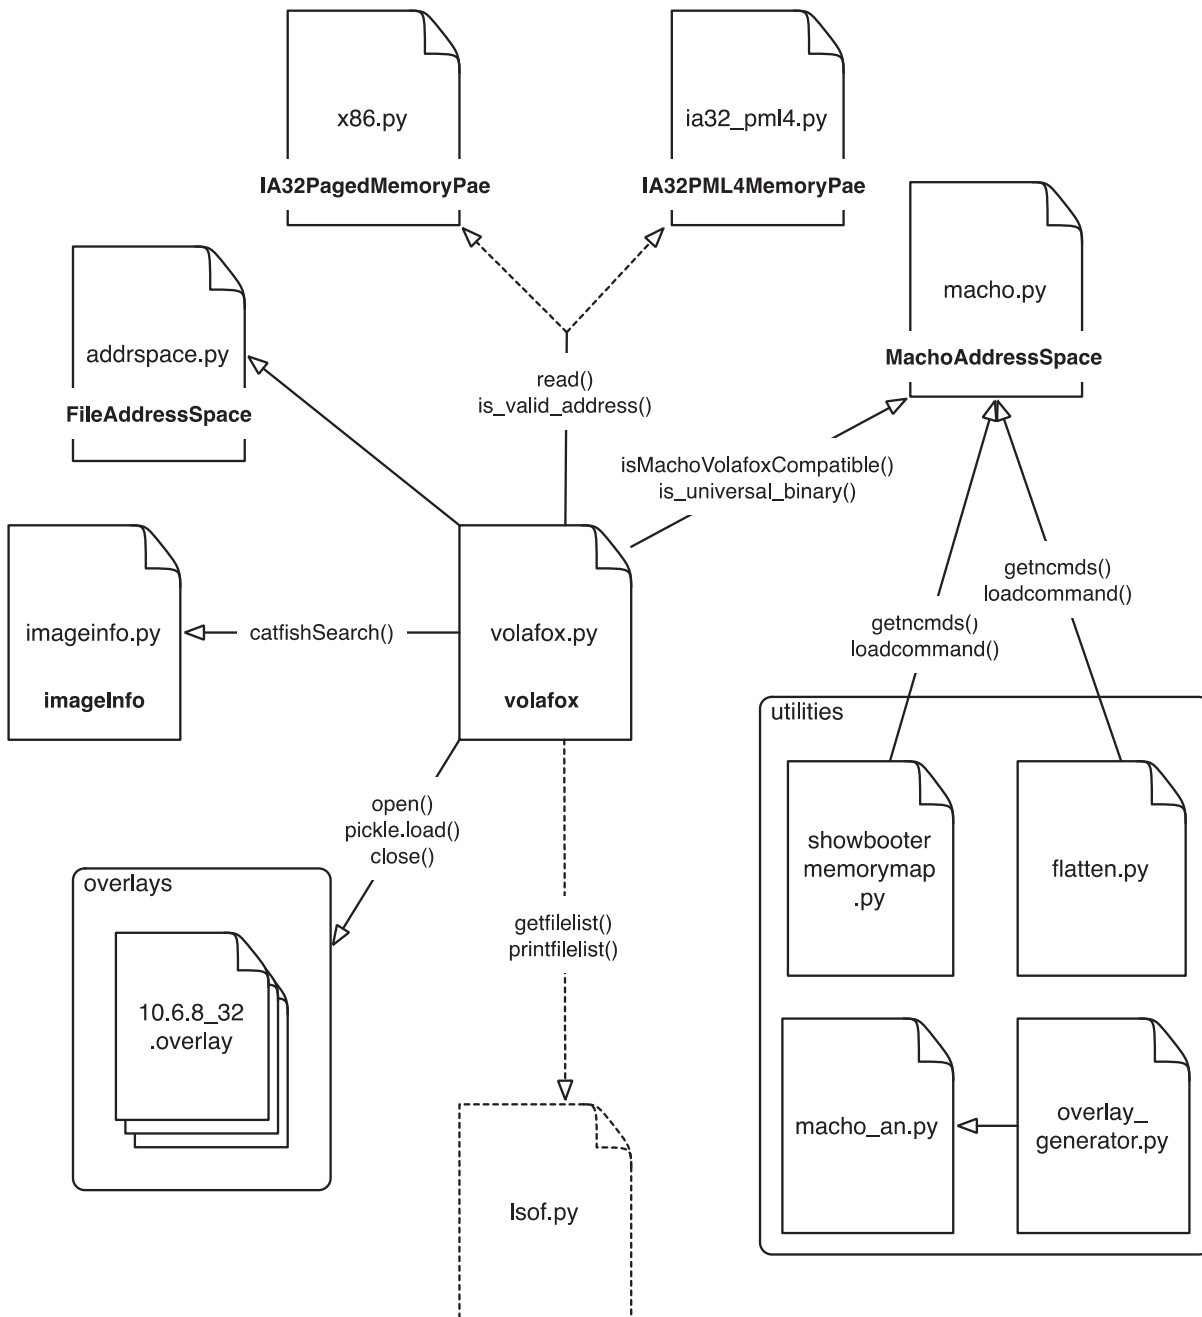 x86.py
IA32PagedMemoryPae
ia32_pml4.py
IA32PML4MemoryPae
macho.py
MachoAddressSpace
addrspace.py
FileAddressSpace
read()
is_valid_address()
isMachoVolafoxCompatible()
is_universal_binary()
imageinfo.py
imageInfo
catfishSearch()
volafox.py
volafox
getncmds()
loadcommand()
getncmds()
loadcommand()
open()
pickle.load()
close()
getfilelist()
printfilelist()
overlays
10.6.8_32
.overlay
lsof.py
utilities
showbooter
memorymap
.py
flatten.py
macho_an.py
overlay_
generator.py